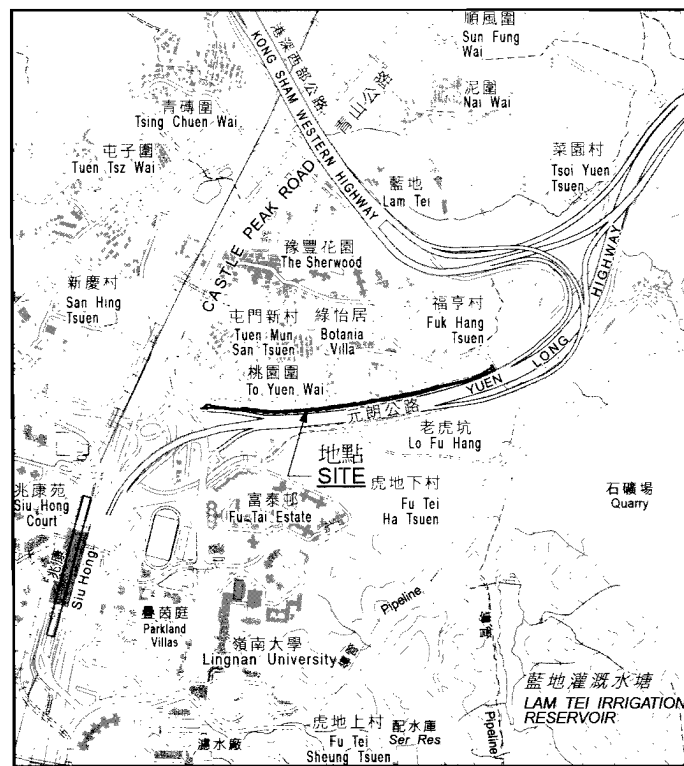 順風圍
Sun Fung
Wai
港深西部公路
KONG SHAM WESTERN HIGHWAY
青山公路
CASTLE PEAK ROAD
泥圍
Nai Wai
青磚圍
Tsing Chuen Wai
屯子圍
Tuen Tsz Wai
菜園村
Tsoi Yuen
Tsuen
藍地
Lam Tei
豫豐花園
The Sherwood
新慶村
San Hing
Tsuen
屯門新村
Tuen Mun
San Tsuen
綠怡居
Botania
Villa
福亨村
Fuk Hang
Tsuen
桃園圍
To Yuen Wai
元朗公路
YUEN LONG HIGHWAY
老虎坑
Lo Fu Hang
地點
SITE
兆康苑
Siu Hong
Court
富泰邨
Fu Tai Estate
虎地下村
Fu Tei
Ha Tsuen
石礦場
Quarry
兆康
Siu Hong
疊茵庭
Parkland
Villas
嶺南大學
Lingnan University
Pipeline
導管
導管
Pipeline
藍地灌溉水塘
LAM TEI IRRIGATION
RESERVOIR
濾水廠
虎地上村
Fu Tei
Sheung Tsuen
配水庫
Ser Res